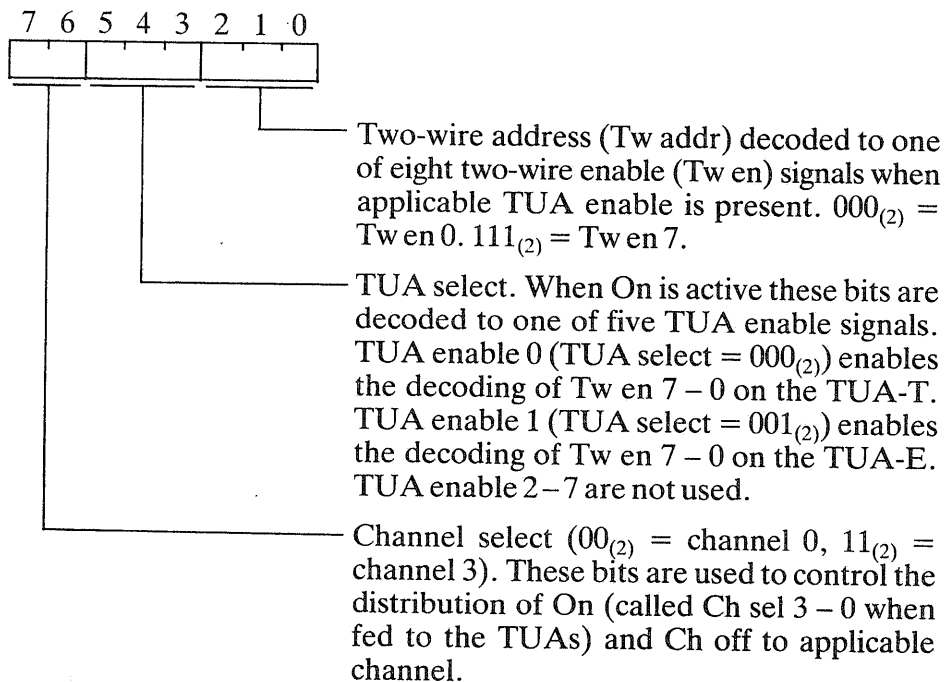 7 6 5 4 3 2 1 0
Two-wire address (Tw addr) decoded to one
of eight two-wire enable (Tw en) signals when
applicable TUA enable is present. 000(2) =
Tw en 0. 111(2) = Tw en 7.
TUA select. When On is active these bits are
decoded to one of five TUA enable signals.
TUA enable 0 (TUA select = 000(2)) enables
the decoding of Tw en 7 – 0 on the TUA-T.
TUA enable 1 (TUA select = 001(2)) enables
the decoding of Tw en 7 – 0 on the TUA-E.
TUA enable 2–7 are not used.
Channel select (00(2) = channel 0, 11(2) =
channel 3). These bits are used to control the
distribution of On (called Ch sel 3 – 0 when
fed to the TUAs) and Ch off to applicable
channel.